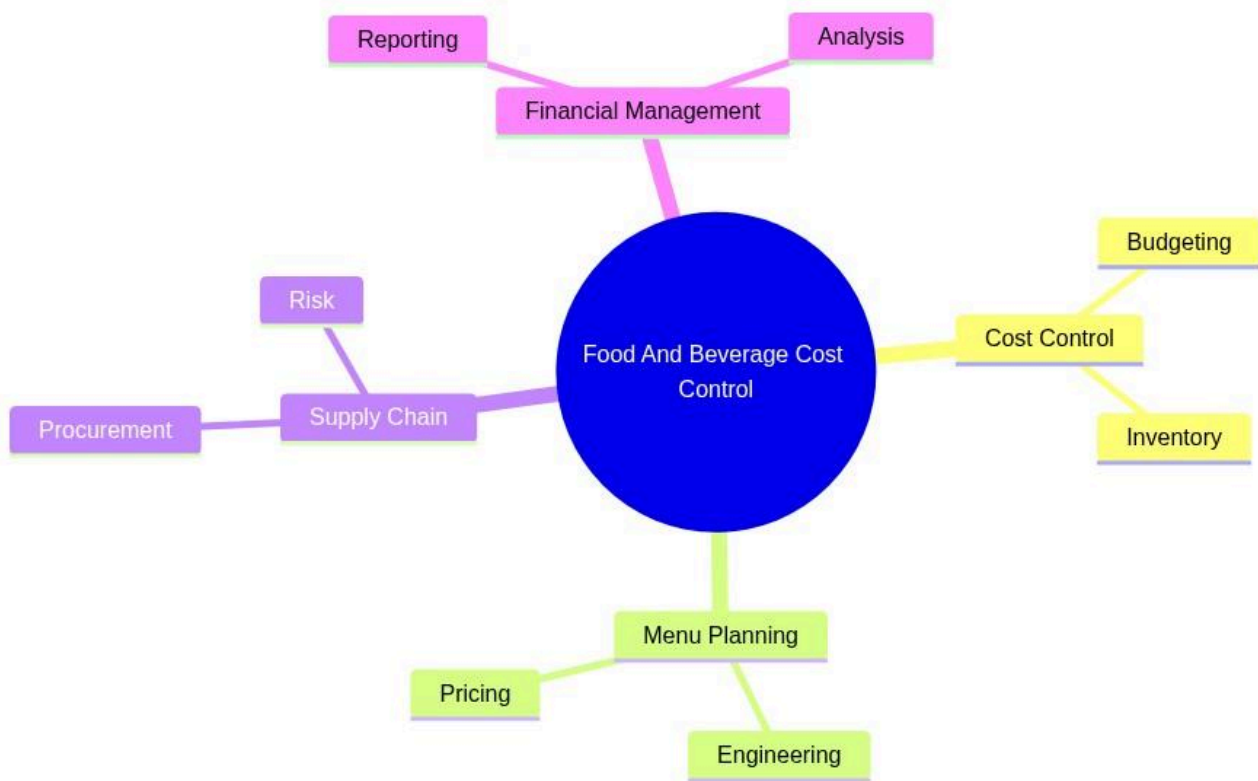 Reporting
Analysis
Financial Management
Budgeting
Risk
Cost Control
Food And Beverage Cost
Control
Supply Chain
Procurement
Inventory
Menu Planning
Pricing
Engineering